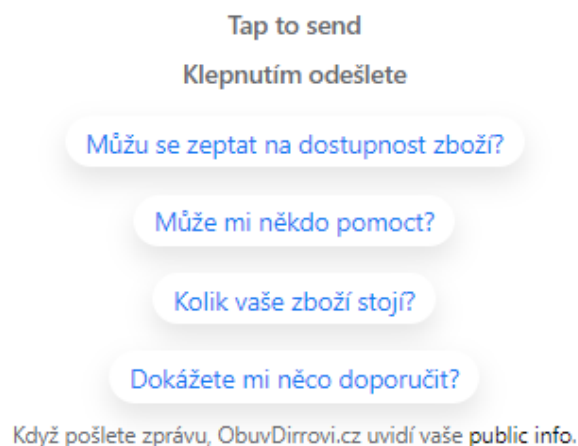 Tap to send
Klepnutím odešlete
Můžu se zeptat na dostupnost zboží?
Může mi někdo pomoct?
Kolik vaše zboží stojí?
Dokážete mi něco doporučit?
Když pošlete zprávu, ObuvDirrovi.cz uvidí vaše public info.